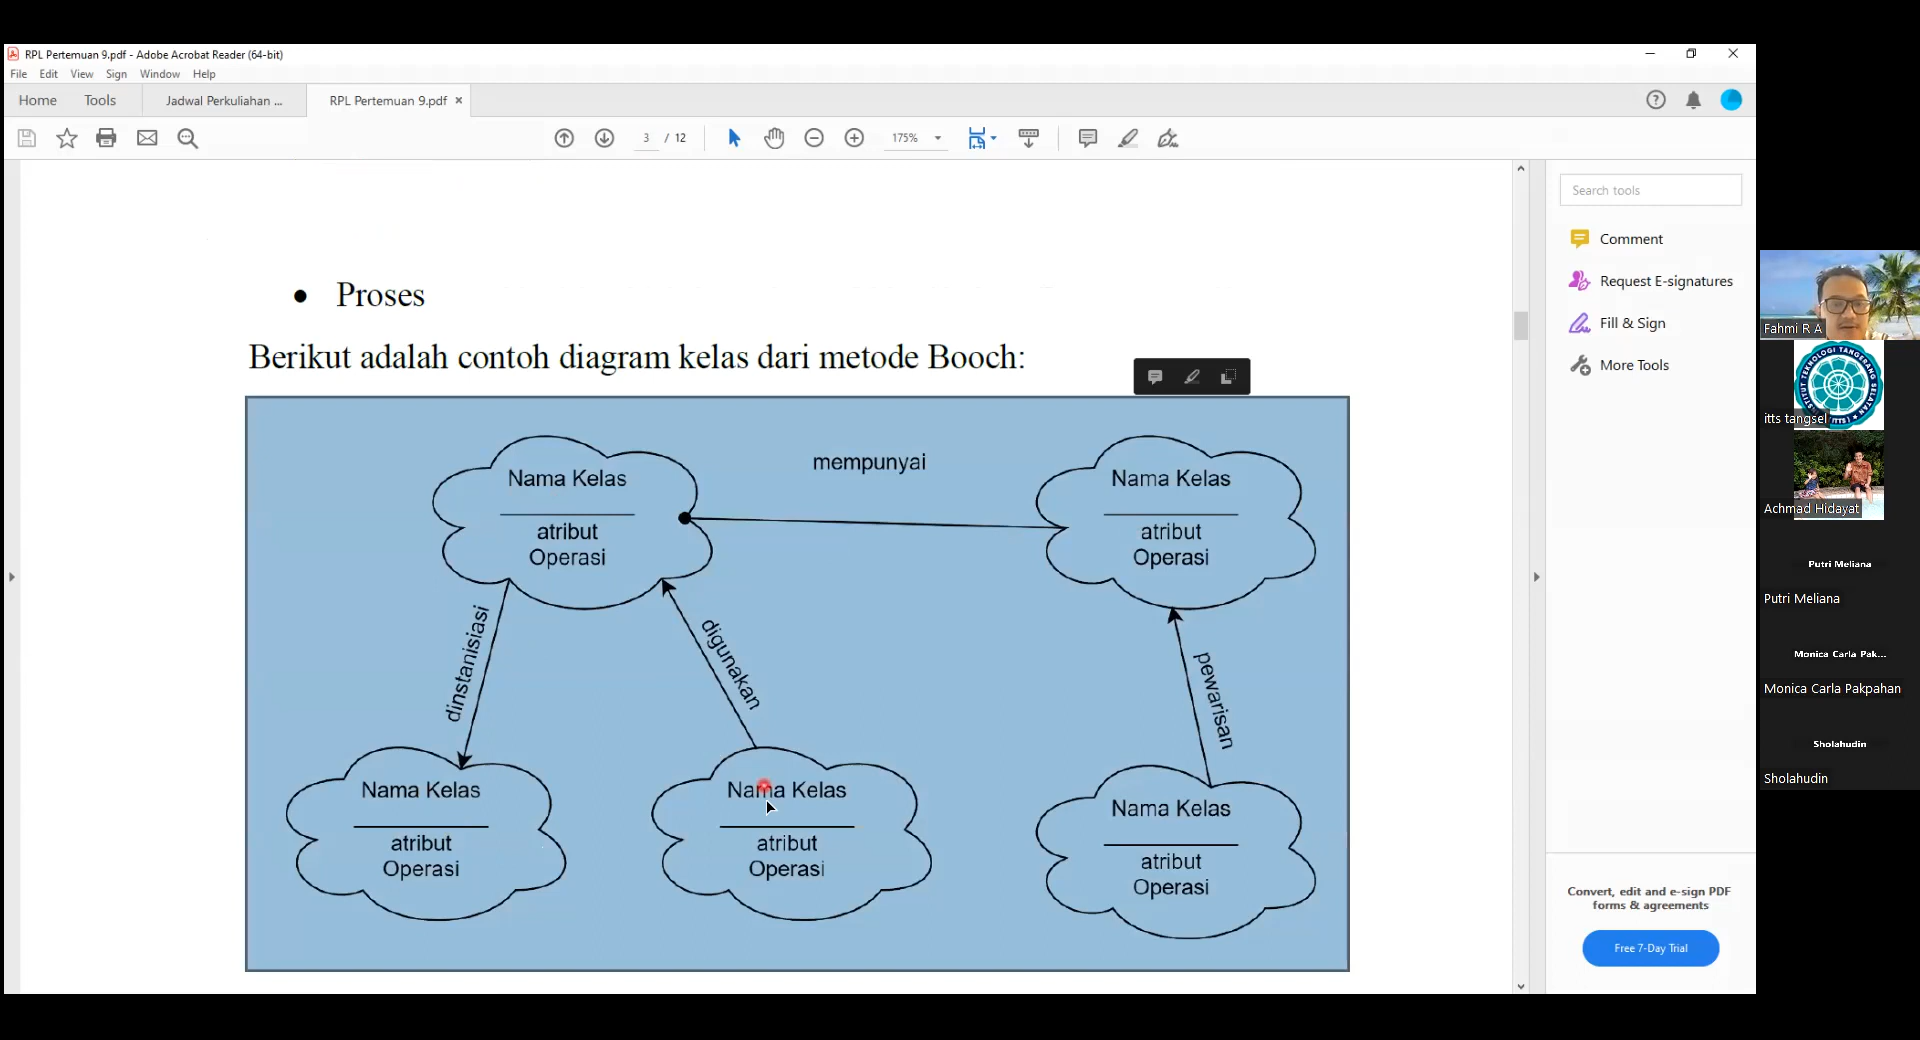 RPL Pertemuan 9.pdf - Adobe Acrobat Reader (64-bit)
File Edit View Sign Window Help
Home Tools Jadwal Perkuliahan ... RPL Pertemuan 9.pdf ×
3 / 12 175%
Search tools
Comment
Request E-signatures
Fill & Sign
More Tools
Convert, edit and e-sign PDF
forms & agreements
Free 7-Day Trial
• Proses
Berikut adalah contoh diagram kelas dari metode Booch:
Nama Kelas
atribut
Operasi
mempunyai
Nama Kelas
atribut
Operasi
dinstanisiasi
digunakan
pewarisan
Nama Kelas
atribut
Operasi
Nama Kelas
atribut
Operasi
Nama Kelas
atribut
Operasi
Fahmi R A
INSTITUT TEKNOLOGI TANGERANG SELATAN
itts tangsel
Achmad Hidayat
Putri Meliana
Putri Meliana
Monica Carla Pak...
Monica Carla Pakpahan
Sholahudin
Sholahudin